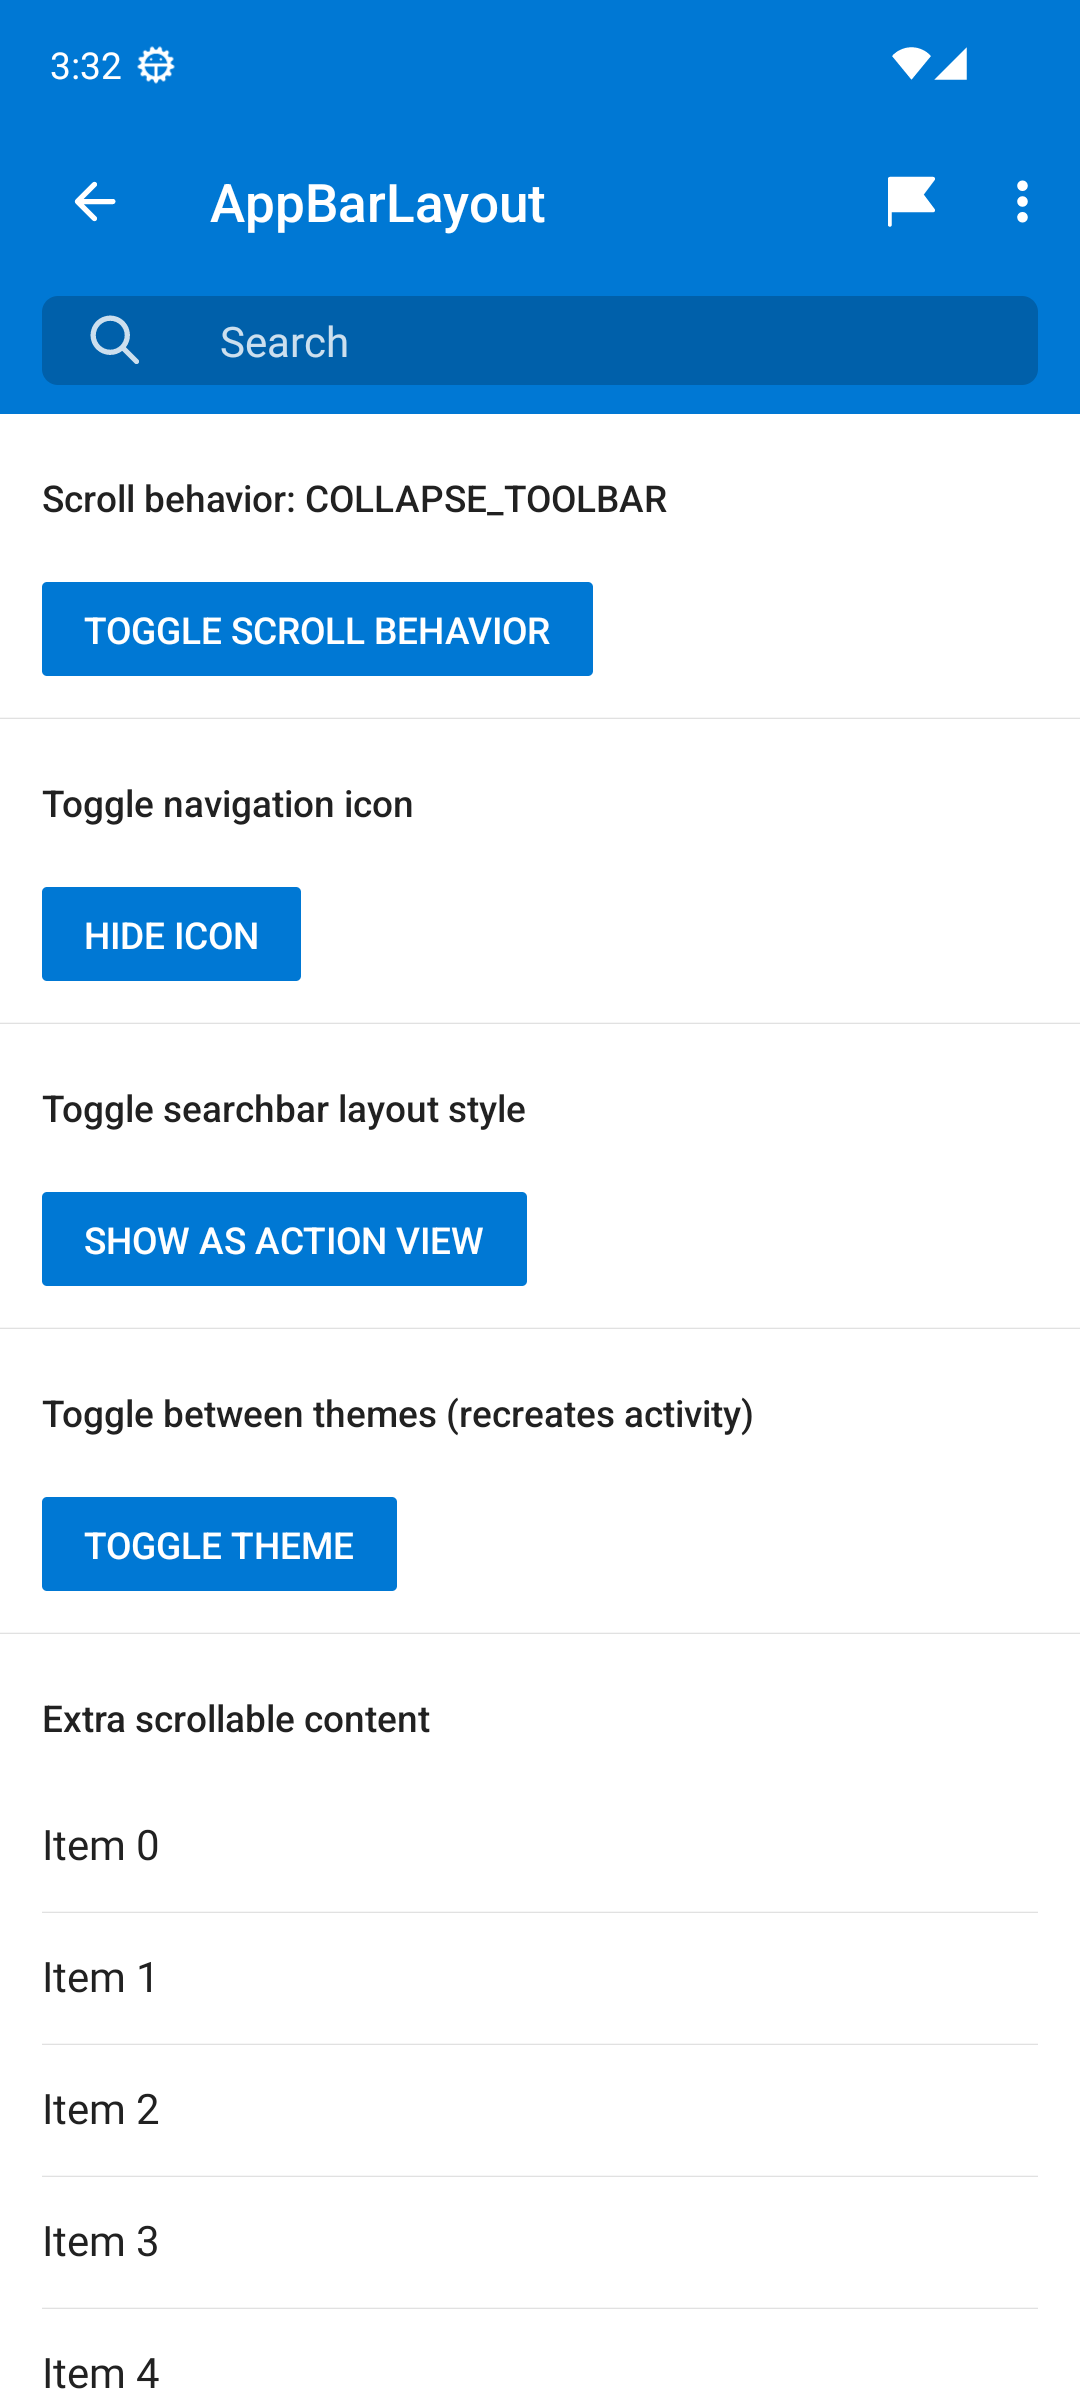 3:32
AppBarLayout
Search
Scroll behavior: COLLAPSE_TOOLBAR
TOGGLE SCROLL BEHAVIOR
Toggle navigation icon
HIDE ICON
Toggle searchbar layout style
SHOW AS ACTION VIEW
Toggle between themes (recreates activity)
TOGGLE THEME
Extra scrollable content
Item 0
Item 1
Item 2
Item 3
Item 4